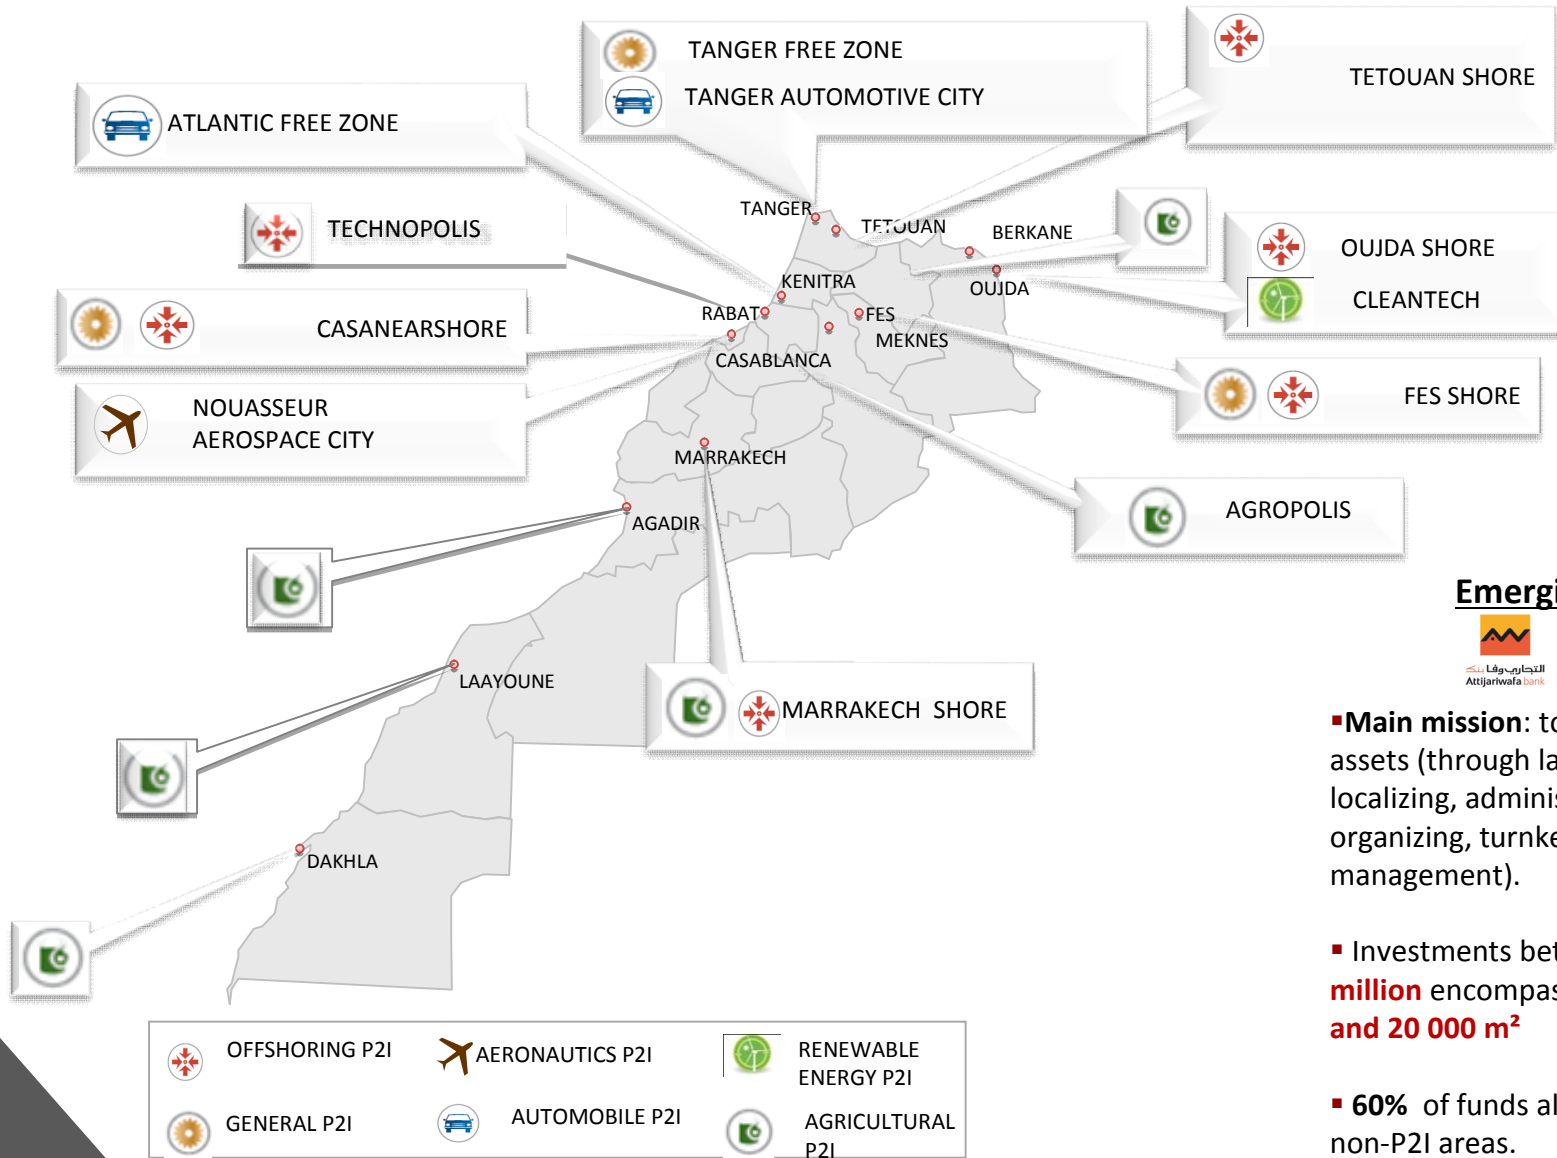 TANGER FREE ZONE
TANGER AUTOMOTIVE CITY
TETOUAN SHORE
ATLANTIC FREE ZONE
TECHNOPOLIS
CASANEARSHORE
NOUASSEUR
AEROSPACE CITY
OUJDA SHORE
CLEANTECH
FES SHORE
AGROPOLIS
MARRAKECH SHORE
TANGER
TETOUAN
BERKANE
OUJDA
KENITRA
RABAT
FES
MEKNES
CASABLANCA
MARRAKECH
AGADIR
LAAYOUNE
DAKHLA
OFFSHORING P2I
AERONAUTICS P2I
RENEWABLE
ENERGY P2I
GENERAL P2I
AUTOMOBILE P2I
AGRICULTURAL
P2I
Emergi
التجاري وفا بنك
Attijariwafa bank
▪Main mission: to
assets (through la
localizing, adminis
organizing, turnke
management).
▪ Investments bet
million encompas
and 20 000 m²
▪ 60% of funds al
non-P2I areas.